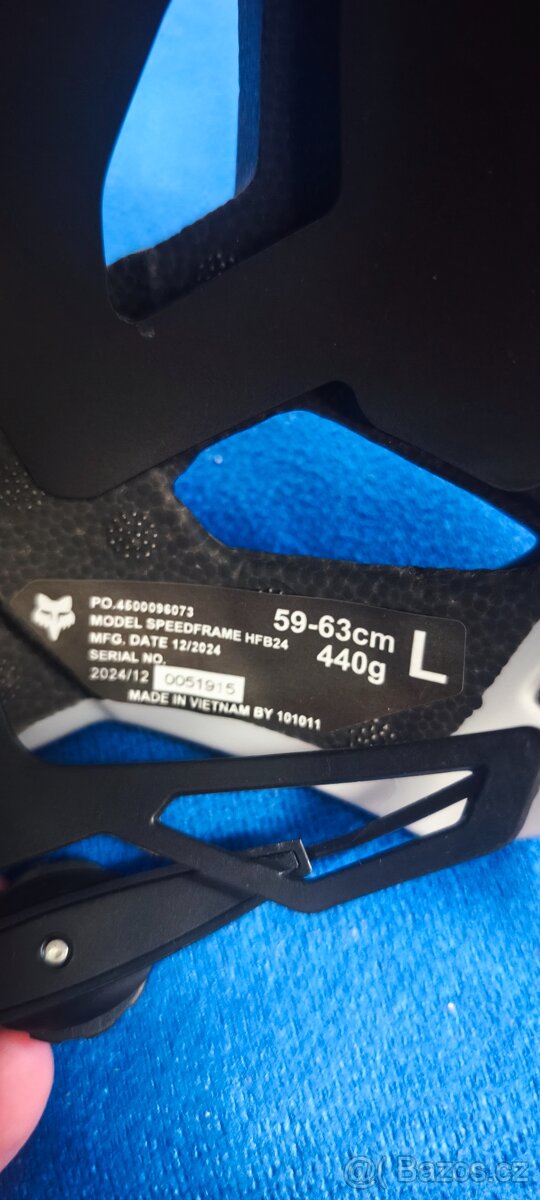 PO.4500096073
MODEL SPEEDFRAME HFB24
MFG. DATE 12/2024
SERIAL NO.
2024/12 0051915
MADE IN VIETNAM BY 101011
59-63cm
440g
L
@ Bazos.cz